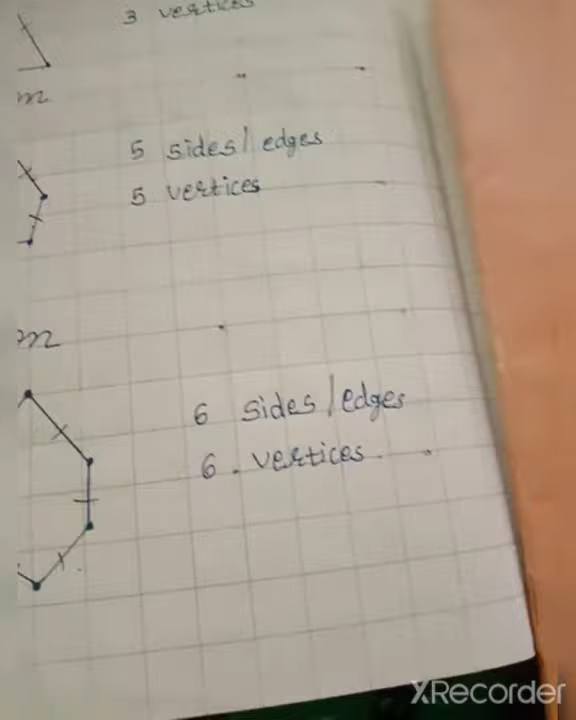 3 vertices
m
5 sides/edges
5 vertices
m
6 sides/edges
6. vertices.
XRecorder